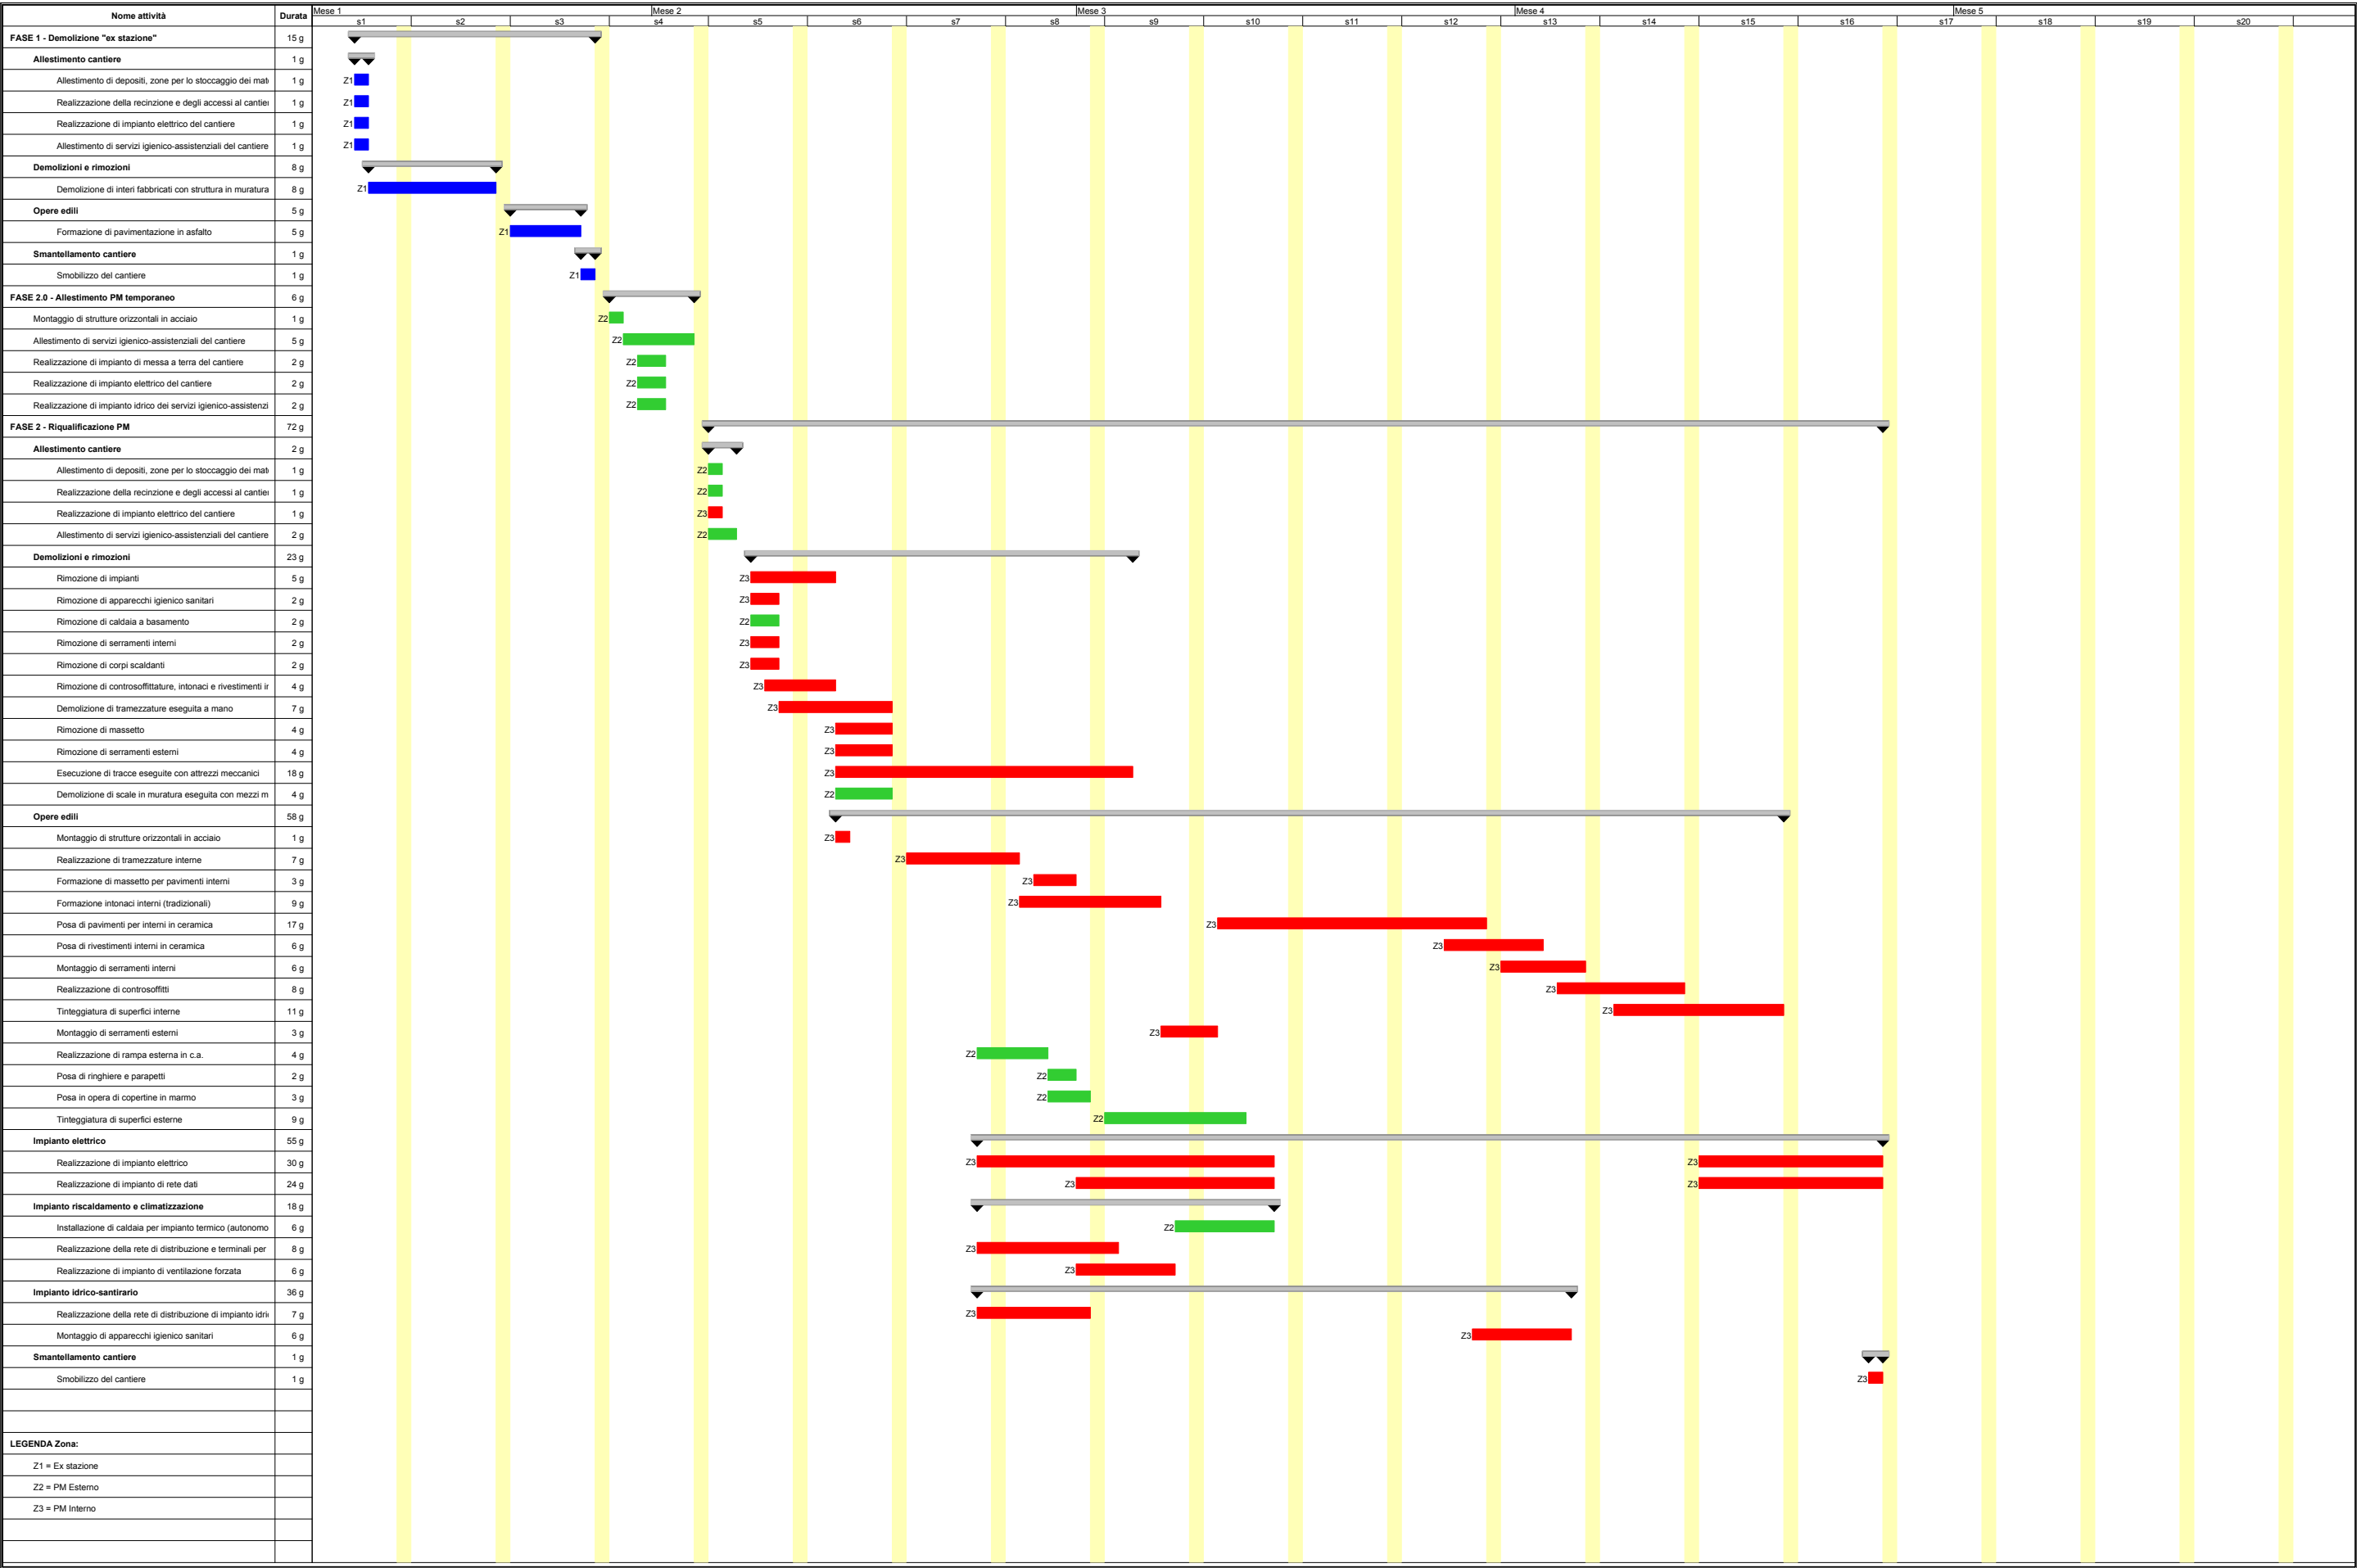 Nome attività Durata Mese 1 Mese 2 Mese 3 Mese 4 Mese 5
s1 s2 s3 s4 s5 s6 s7 s8 s9 s10 s11 s12 s13 s14 s15 s16 s17 s18 s19 s20
FASE 1 - Demolizione "ex stazione" 15 g
Allestimento cantiere 1 g
Allestimento di depositi, zone per lo stoccaggio dei mate 1 g Z1
Realizzazione della recinzione e degli accessi al cantier 1 g Z1
Realizzazione di impianto elettrico del cantiere 1 g Z1
Allestimento di servizi igienico-assistenziali del cantiere 1 g Z1
Demolizioni e rimozioni 8 g
Demolizione di interi fabbricati con struttura in muratura 8 g Z1
Opere edili 5 g
Formazione di pavimentazione in asfalto 5 g Z1
Smantellamento cantiere 1 g
Smobilizzo del cantiere 1 g Z1
FASE 2.0 - Allestimento PM temporaneo 6 g
Montaggio di strutture orizzontali in acciaio 1 g Z2
Allestimento di servizi igienico-assistenziali del cantiere 5 g Z2
Realizzazione di impianto di messa a terra del cantiere 2 g Z2
Realizzazione di impianto elettrico del cantiere 2 g Z2
Realizzazione di impianto idrico dei servizi igienico-assistenzi 2 g Z2
FASE 2 - Riqualificazione PM 72 g
Allestimento cantiere 2 g
Allestimento di depositi, zone per lo stoccaggio dei mate 1 g Z2
Realizzazione della recinzione e degli accessi al cantier 1 g Z2
Realizzazione di impianto elettrico del cantiere 1 g Z3
Allestimento di servizi igienico-assistenziali del cantiere 2 g Z2
Demolizioni e rimozioni 23 g
Rimozione di impianti 5 g Z3
Rimozione di apparecchi igienico sanitari 2 g Z3
Rimozione di caldaia a basamento 2 g Z2
Rimozione di serramenti interni 2 g Z3
Rimozione di corpi scaldanti 2 g Z3
Rimozione di controsoffittature, intonaci e rivestimenti ir 4 g Z3
Demolizione di tramezzature eseguita a mano 7 g Z3
Rimozione di massetto 4 g Z3
Rimozione di serramenti esterni 4 g Z3
Esecuzione di tracce eseguite con attrezzi meccanici 18 g Z3
Demolizione di scale in muratura eseguita con mezzi m 4 g Z2
Opere edili 58 g
Montaggio di strutture orizzontali in acciaio 1 g Z3
Realizzazione di tramezzature interne 7 g Z3
Formazione di massetto per pavimenti interni 3 g Z3
Formazione intonaci interni (tradizionali) 9 g Z3
Posa di pavimenti per interni in ceramica 17 g Z3
Posa di rivestimenti interni in ceramica 6 g Z3
Montaggio di serramenti interni 6 g Z3
Realizzazione di controsoffitti 8 g Z3
Tinteggiatura di superfici interne 11 g Z3
Montaggio di serramenti esterni 3 g Z3
Realizzazione di rampa esterna in c.a. 4 g Z2
Posa di ringhiere e parapetti 2 g Z2
Posa in opera di copertine in marmo 3 g Z2
Tinteggiatura di superfici esterne 9 g Z2
Impianto elettrico 55 g
Realizzazione di impianto elettrico 30 g Z3 Z3
Realizzazione di impianto di rete dati 24 g Z3 Z3
Impianto riscaldamento e climatizzazione 18 g
Installazione di caldaia per impianto termico (autonomo 6 g Z2
Realizzazione della rete di distribuzione e terminali per 8 g Z3
Realizzazione di impianto di ventilazione forzata 6 g Z3
Impianto idrico-santirario 36 g
Realizzazione della rete di distribuzione di impianto idri 7 g Z3
Montaggio di apparecchi igienico sanitari 6 g Z3
Smantellamento cantiere 1 g
Smobilizzo del cantiere 1 g Z3
LEGENDA Zona:
Z1 = Ex stazione
Z2 = PM Esterno
Z3 = PM Interno